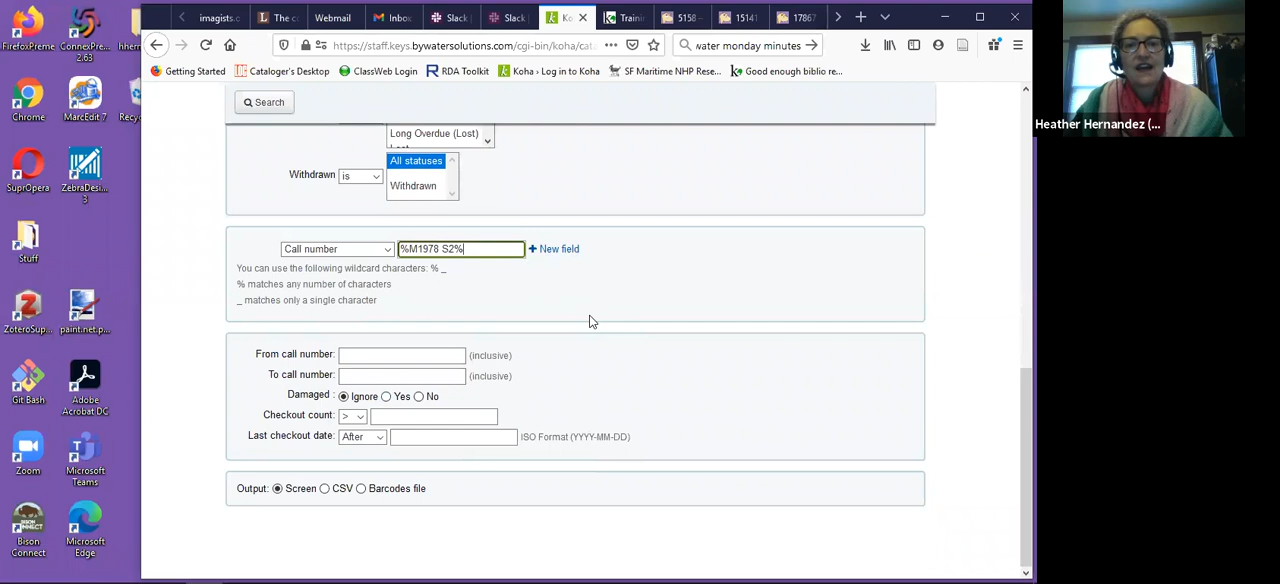 imagists.c
The cc
Webmail
Inbox
Slack
Slack
Ko
Traini
5158
15141
17867
https://staff.keys.bywatersolutions.com/cgi-bin/koha/cat
water monday minutes
Getting Started
Cataloger's Desktop
ClassWeb Login
RDA Toolkit
Koha › Log in to Koha
SF Maritime NHP Rese...
Good enough biblio re...
FirefoxPreme...
ConnexPre...
2.63
hhern
Chrome
MarcEdit 7
Recyc
SuprOpera
ZebraDesi...
3
Stuff
ZoteroSup...
paint.net.p...
Git Bash
Adobe
Acrobat DC
Zoom
Microsoft
Teams
Bison
Connect
Microsoft
Edge
Search
Long Overdue (Lost)
Withdrawn is All statuses
Withdrawn
Call number %M1978 S2% + New field
You can use the following wildcard characters: % _
% matches any number of characters
_ matches only a single character
From call number: (inclusive)
To call number: (inclusive)
Damaged : Ignore Yes No
Checkout count: >
Last checkout date: After ISO Format (YYYY-MM-DD)
Output: Screen CSV Barcodes file
Heather Hernandez (...